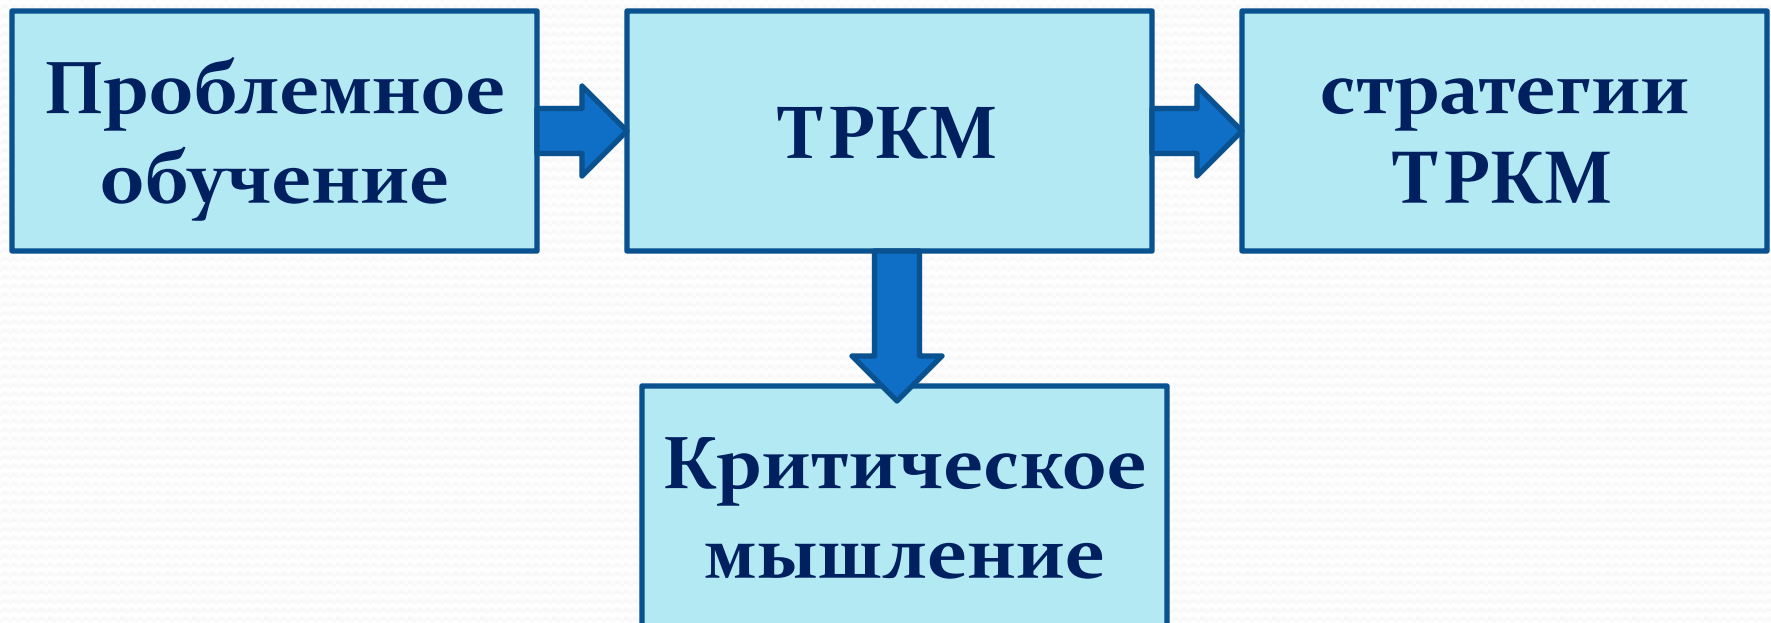 Проблемное
обучение
ТРКМ
стратегии
ТРКМ
Критическое
мышление